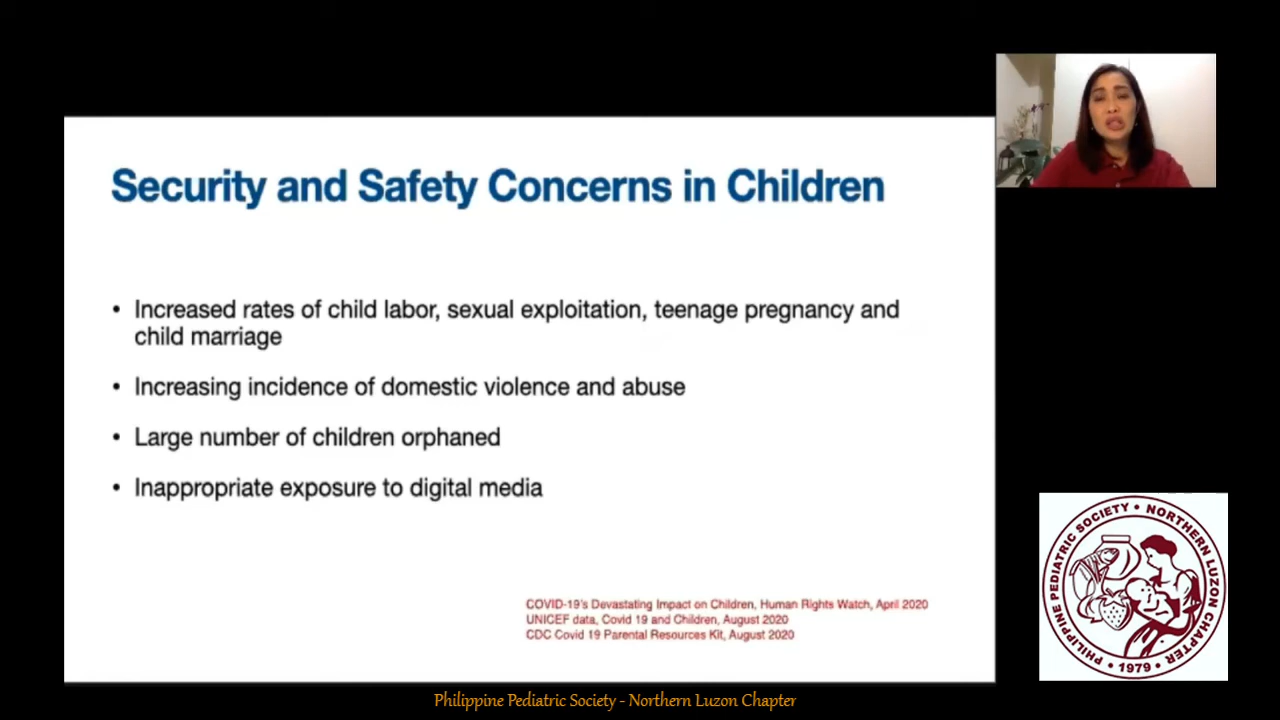 Security and Safety Concerns in Children
• Increased rates of child labor, sexual exploitation, teenage pregnancy and
child marriage
• Increasing incidence of domestic violence and abuse
• Large number of children orphaned
• Inappropriate exposure to digital media
COVID-19's Devastating Impact on Children, Human Rights Watch, April 2020
UNICEF data, Covid 19 and Children, August 2020
CDC Covid 19 Parental Resources Kit, August 2020
PHILIPPINE PEDIATRIC SOCIETY • NORTHERN LUZON CHAPTER • 1979 •
Philippine Pediatric Society - Northern Luzon Chapter